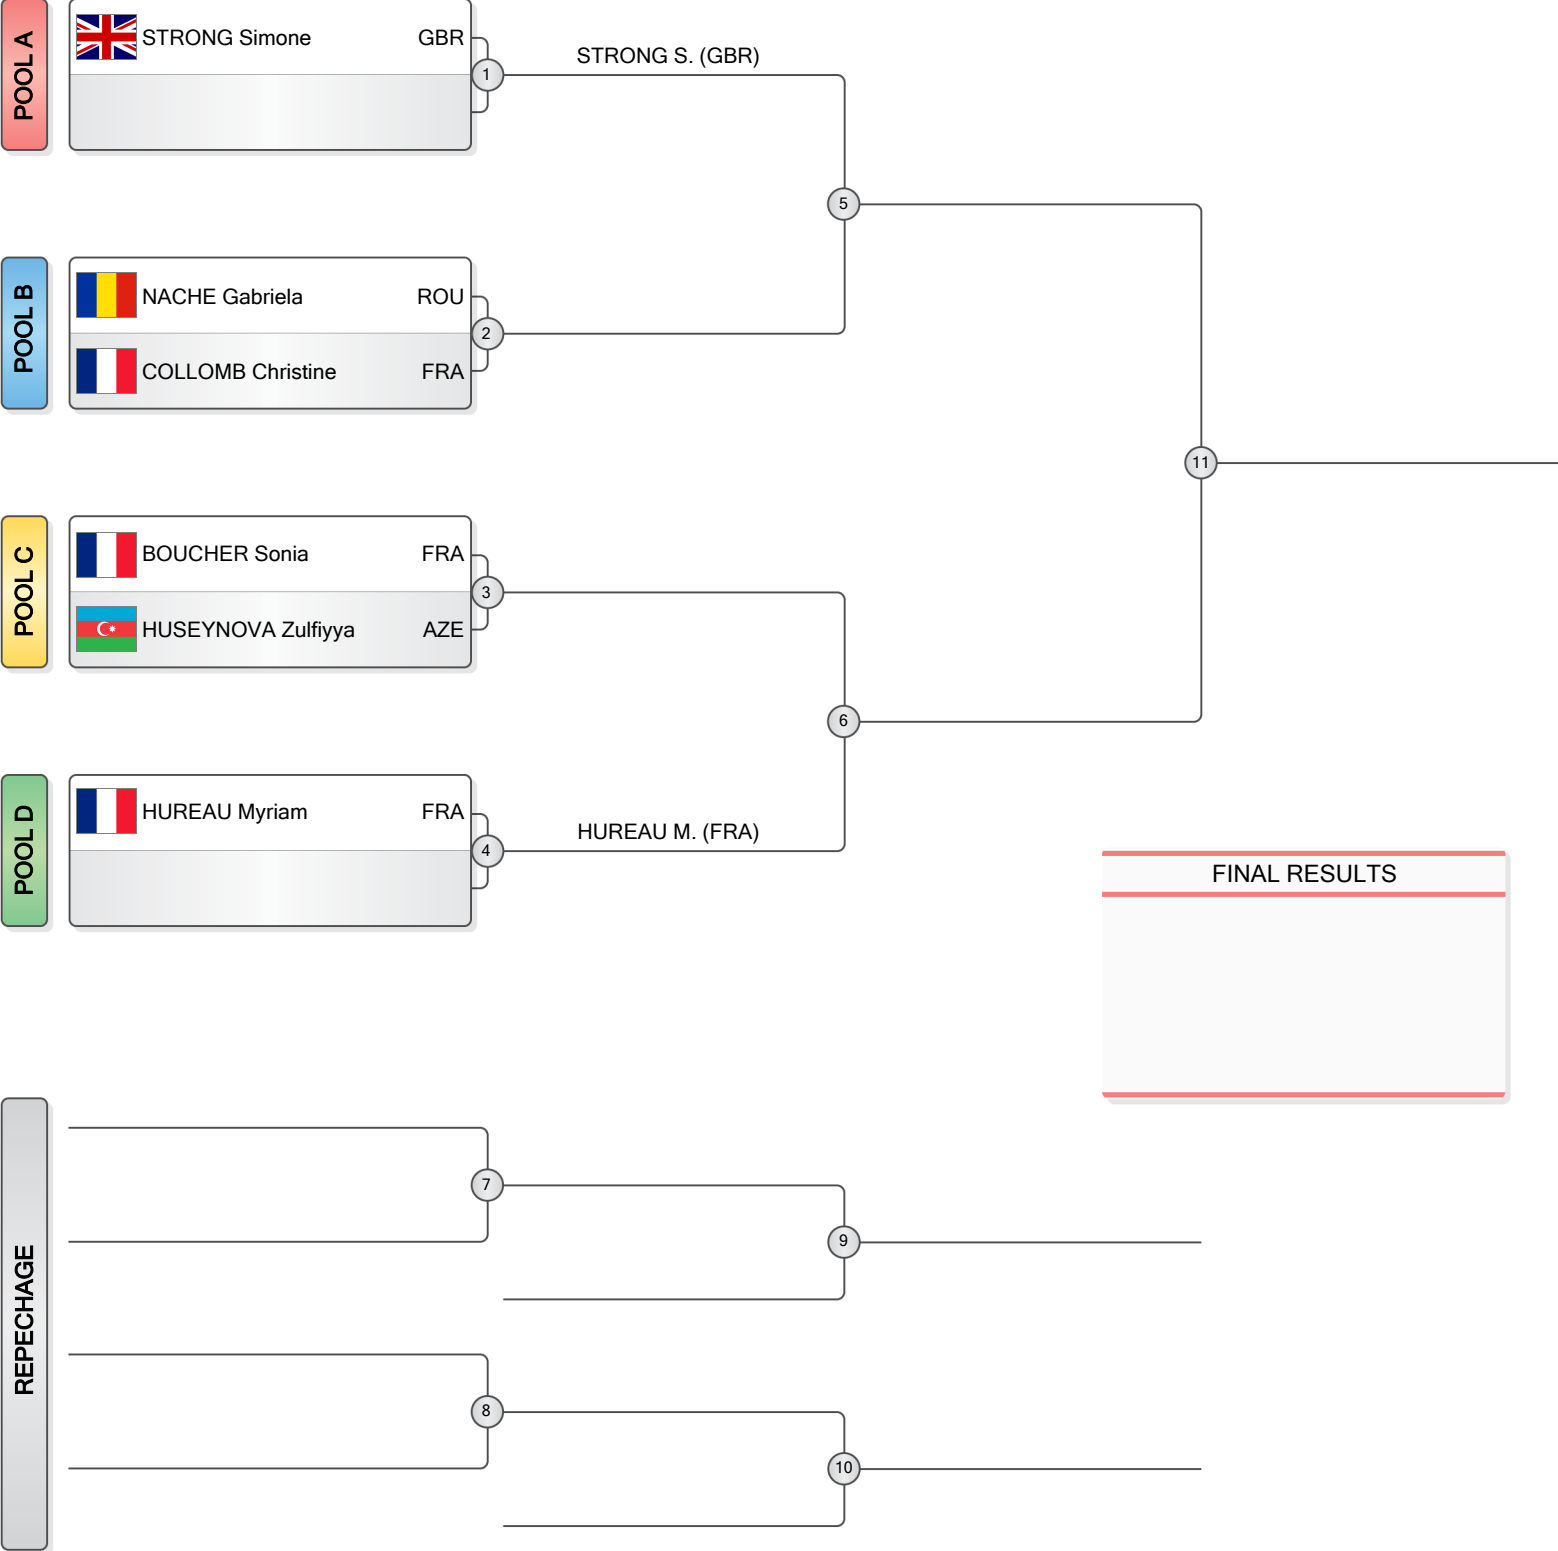 POOL A
STRONG Simone GBR
1
STRONG S. (GBR)
5
POOL B
NACHE Gabriela ROU
2
COLLOMB Christine FRA
11
POOL C
BOUCHER Sonia FRA
3
HUSEYNOVA Zulfiyya AZE
6
POOL D
HUREAU Myriam FRA
4
HUREAU M. (FRA)
FINAL RESULTS
REPECHAGE
7
9
8
10